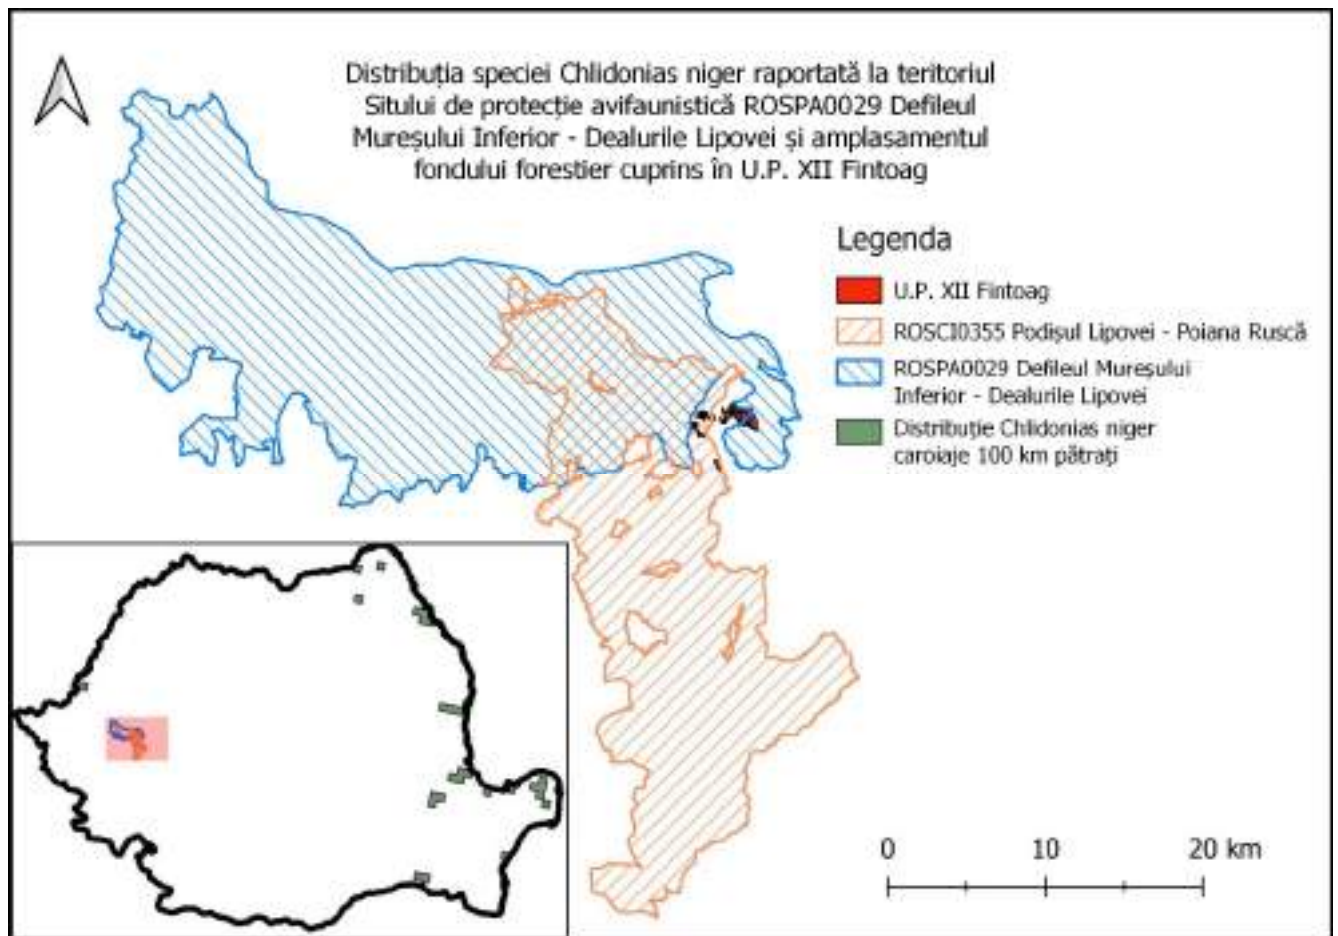 Distribuția speciei Chlidonias niger raportată la teritoriul
Sitului de protecție avifaunistică ROSPA0029 Defileul
Mureșului Inferior - Dealurile Lipovei și amplasamentul
fondului forestier cuprins în U.P. XII Fintoag
Legenda
U.P. XII Fintoag
ROSCI0355 Podișul Lipovei - Poiana Ruscă
ROSPA0029 Defileul Mureșului
Inferior - Dealurile Lipovei
Distribuție Chlidonias niger
caroiaje 100 km pătrați
0 10 20 km